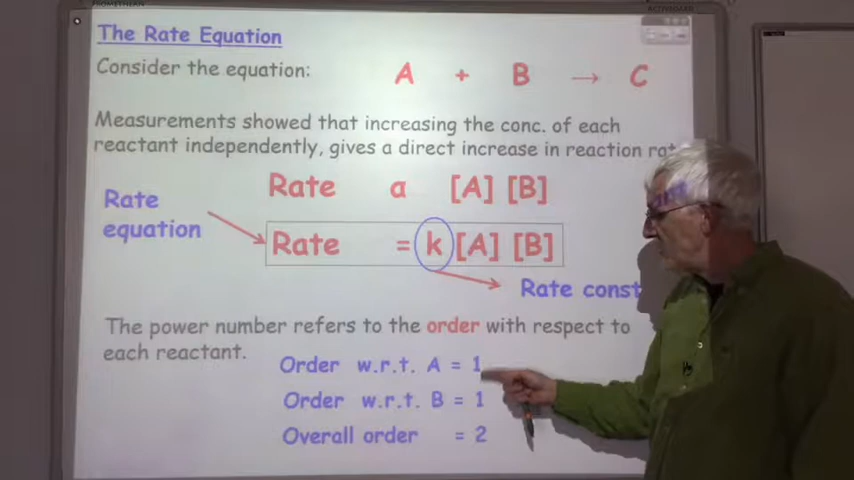 The Rate Equation
Consider the equation: A + B → C
Measurements showed that increasing the conc. of each
reactant independently, gives a direct increase in reaction
Rate a [A] [B]
Rate
equation
Rate = k [A] [B]
Rate const
The power number refers to the order with respect to
each reactant.
Order w.r.t. A = 1
Order w.r.t. B = 1
Overall order = 2